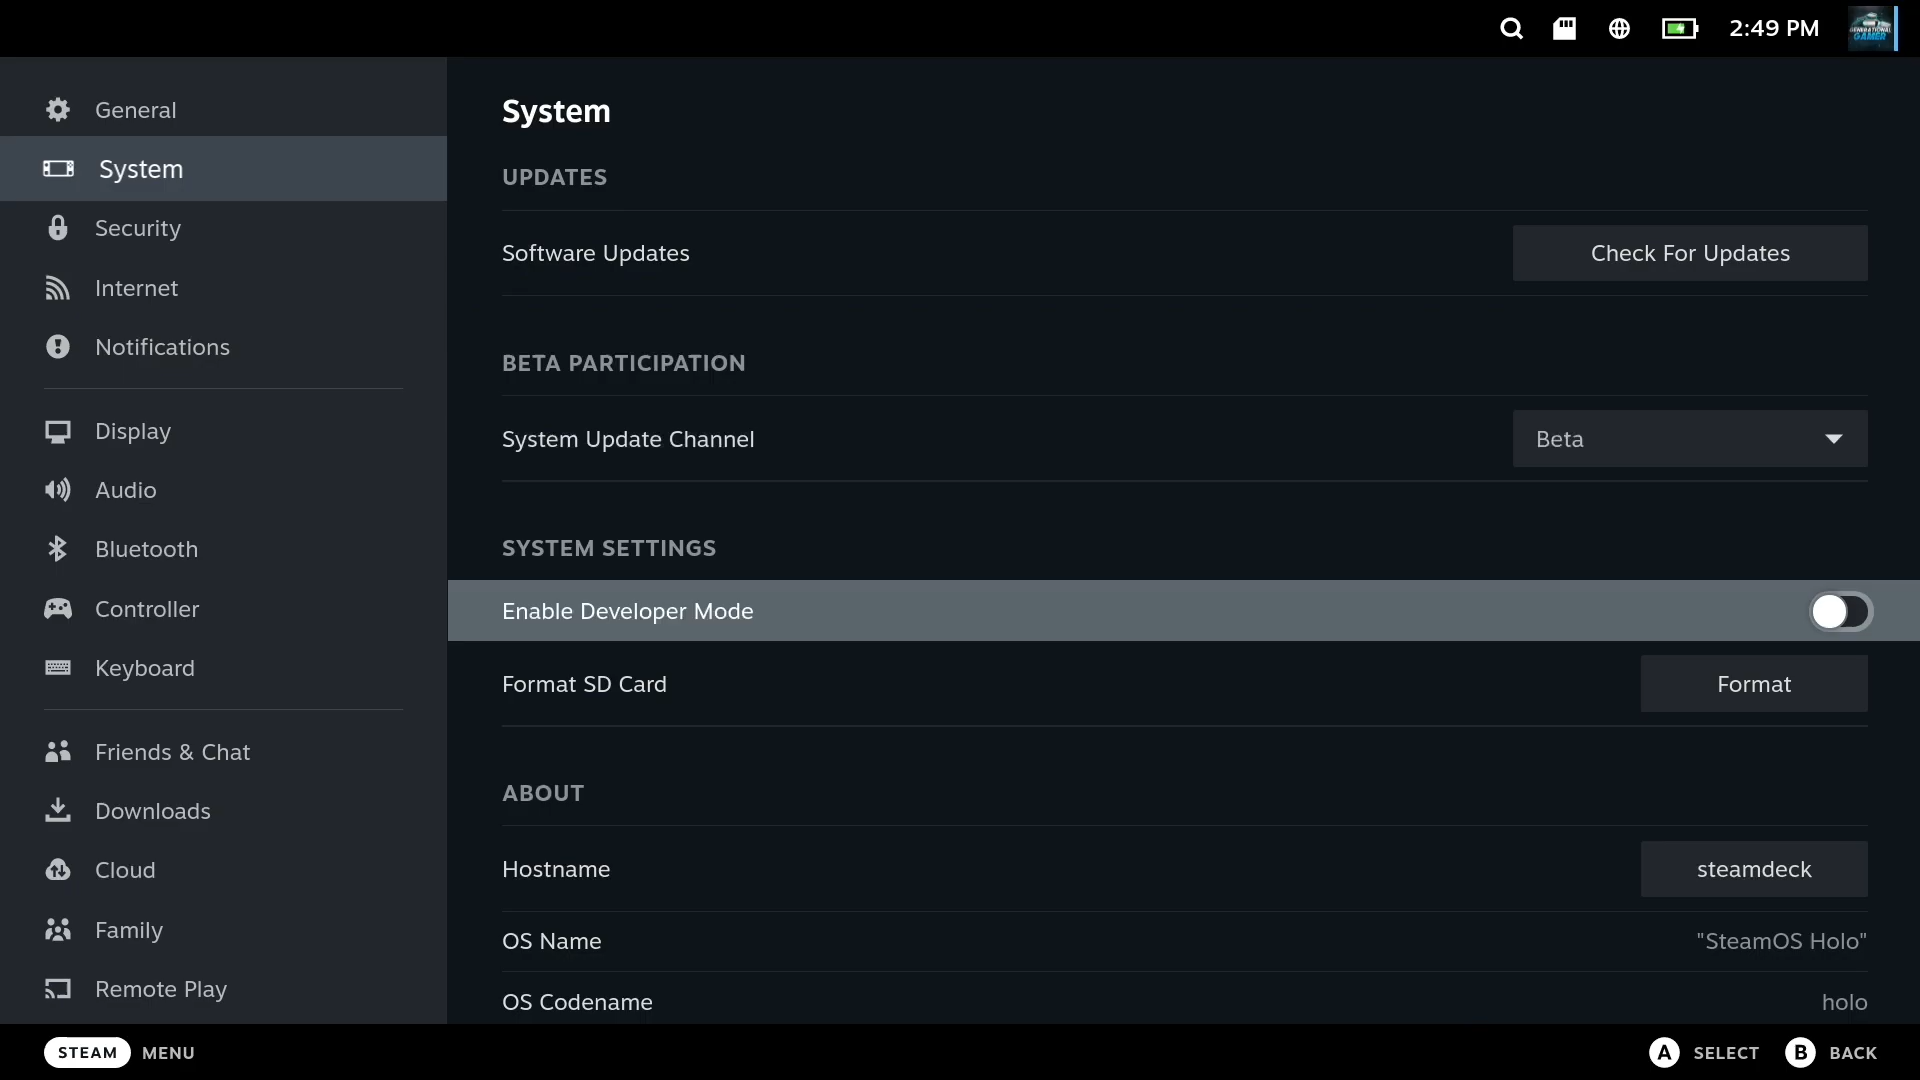 2:49 PM
GENERATIONAL
GAMER
General
System
Security
Internet
Notifications
Display
Audio
Bluetooth
Controller
Keyboard
Friends & Chat
Downloads
Cloud
Family
Remote Play
System
UPDATES
Software Updates
Check For Updates
BETA PARTICIPATION
System Update Channel
Beta
SYSTEM SETTINGS
Enable Developer Mode
Format SD Card
Format
ABOUT
Hostname
steamdeck
OS Name
"SteamOS Holo"
OS Codename
holo
STEAM MENU
A SELECT B BACK